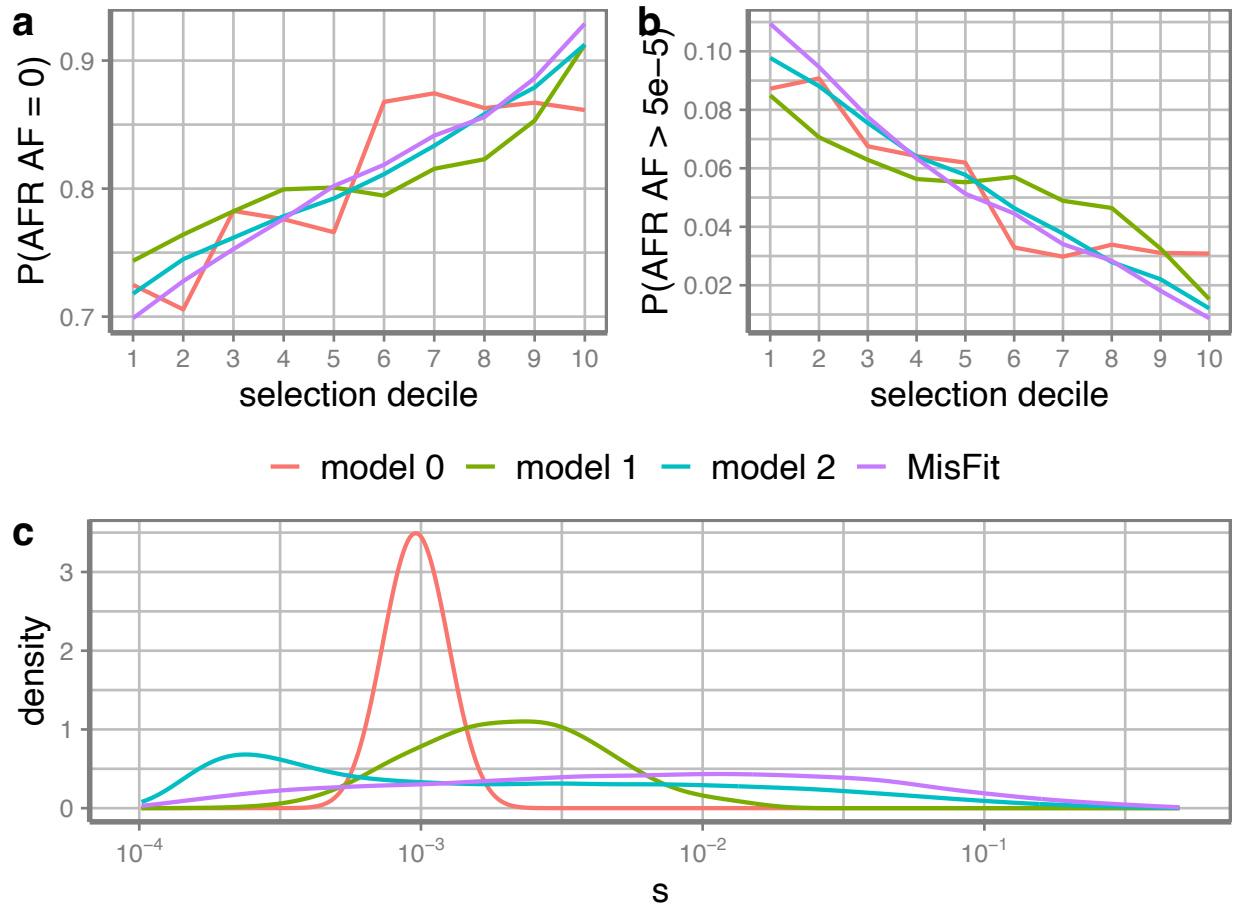 a
P(AFR AF = 0)
0.9
0.8
0.7
1 2 3 4 5 6 7 8 9 10
selection decile
b
P(AFR AF > 5e−5)
0.10
0.08
0.06
0.04
0.02
1 2 3 4 5 6 7 8 9 10
selection decile
model 0 model 1 model 2 MisFit
c
density
3
2
1
0
10⁻⁴ 10⁻³ 10⁻² 10⁻¹
s